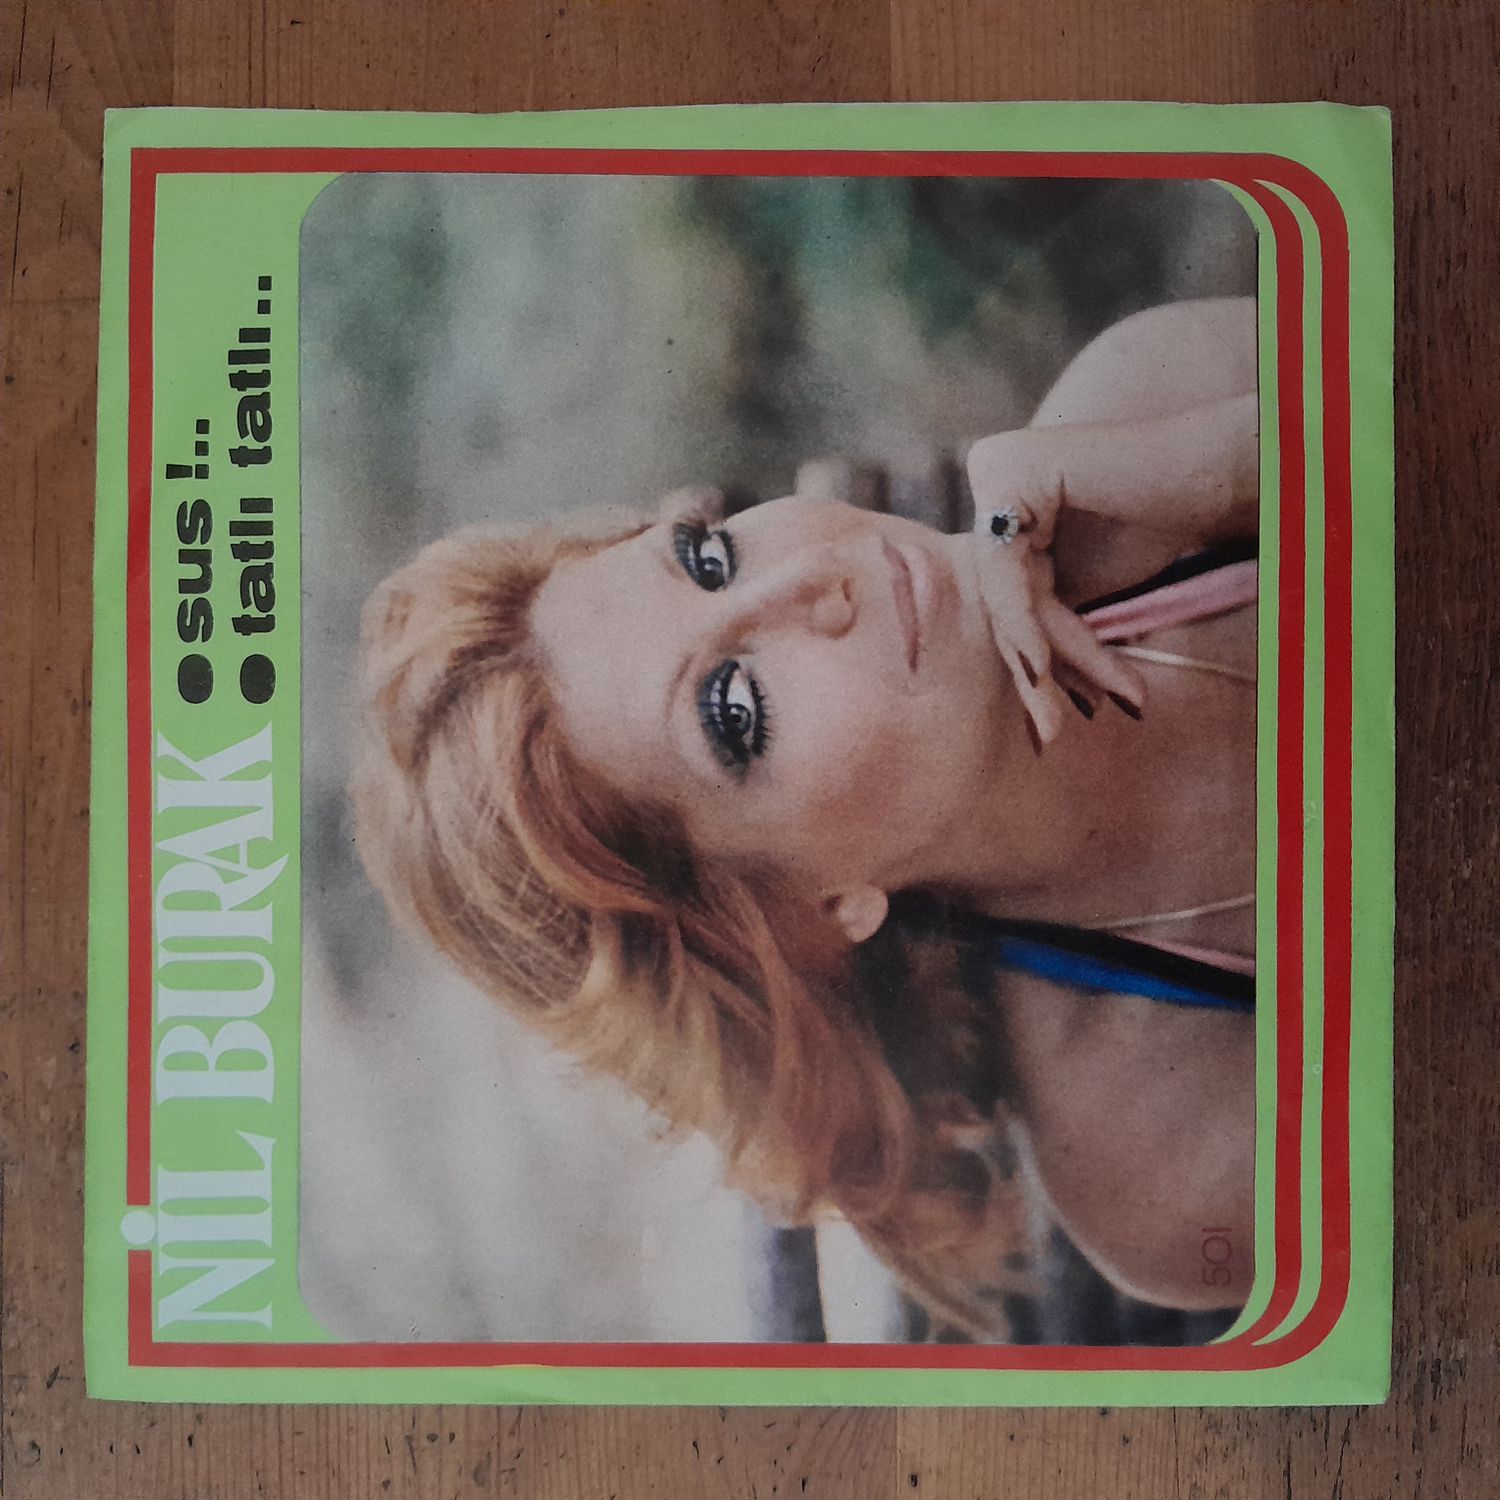 NİL BURAK
● sus!..
● tatlı tatlı..
501